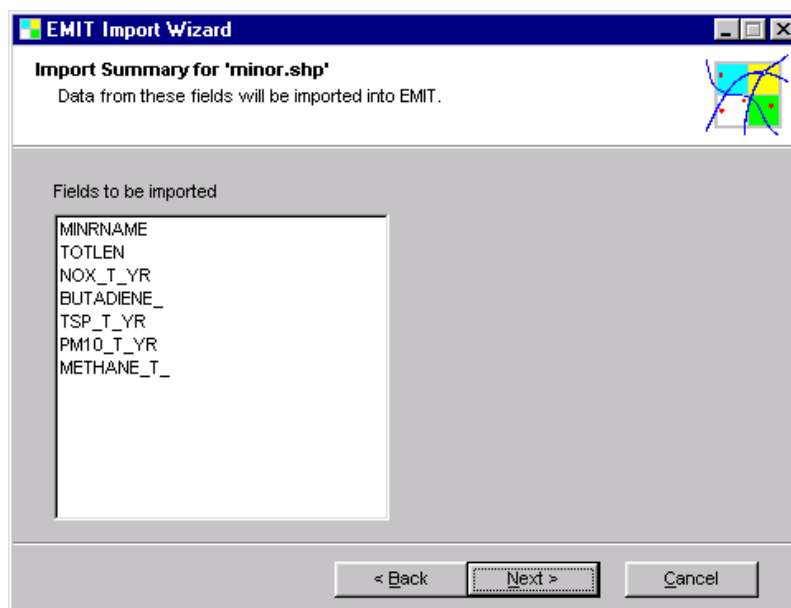 EMIT Import Wizard
Import Summary for 'minor.shp'
Data from these fields will be imported into EMIT.
Fields to be imported
MINRNAME
TOTLEN
NOX_T_YR
BUTADIENE_
TSP_T_YR
PM10_T_YR
METHANE_T_
< Back
Next >
Cancel